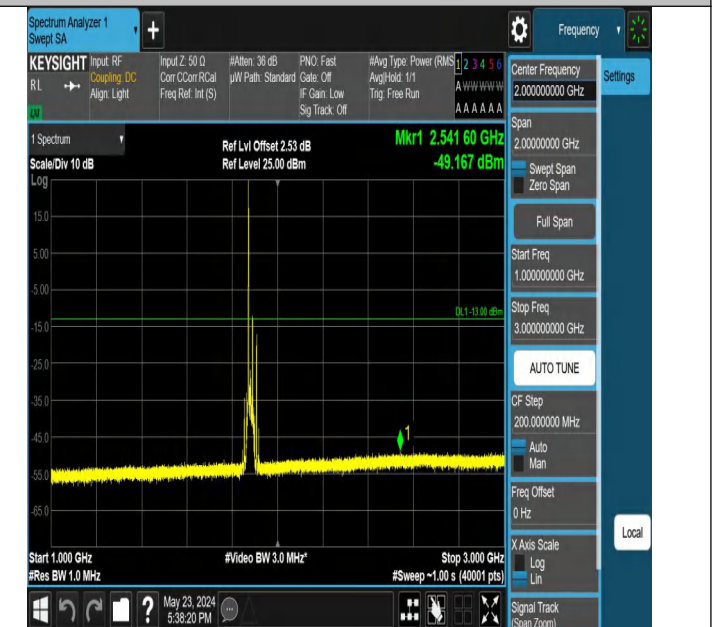 Spectrum Analyzer 1
Swept SA
+
Frequency
KEYSIGHT
RL
Input: RF
Coupling: DC
Align: Light
Input Z: 50 Ω
Corr CCorr RCal
Freq Ref: Int (S)
#Atten: 36 dB
µW Path: Standard
PNO: Fast
Gate: Off
IF Gain: Low
Sig Track: Off
#Avg Type: Power (RMS
Avg|Hold: 1/1
Trig: Free Run
1 2 3 4 5 6
A W W W W W
A A A A A A
1 Spectrum
Scale/Div 10 dB
Ref Lvl Offset 2.53 dB
Ref Level 25.00 dBm
Mkr1 2.541 60 GHz
-49.167 dBm
Log
15.0
5.00
-5.00
DL1 -13.00 dBm
-15.0
-25.0
-35.0
-45.0
1
-55.0
-65.0
Start 1.000 GHz
#Res BW 1.0 MHz
#Video BW 3.0 MHz*
Stop 3.000 GHz
#Sweep ~1.00 s (40001 pts)
Center Frequency
2.000000000 GHz
Settings
Span
2.00000000 GHz
Swept Span
Zero Span
Full Span
Start Freq
1.000000000 GHz
Stop Freq
3.000000000 GHz
AUTO TUNE
CF Step
200.000000 MHz
Auto
Man
Freq Offset
0 Hz
X Axis Scale
Log
Lin
Local
Signal Track
(Span Zoom)
?
May 23, 2024
5:38:20 PM